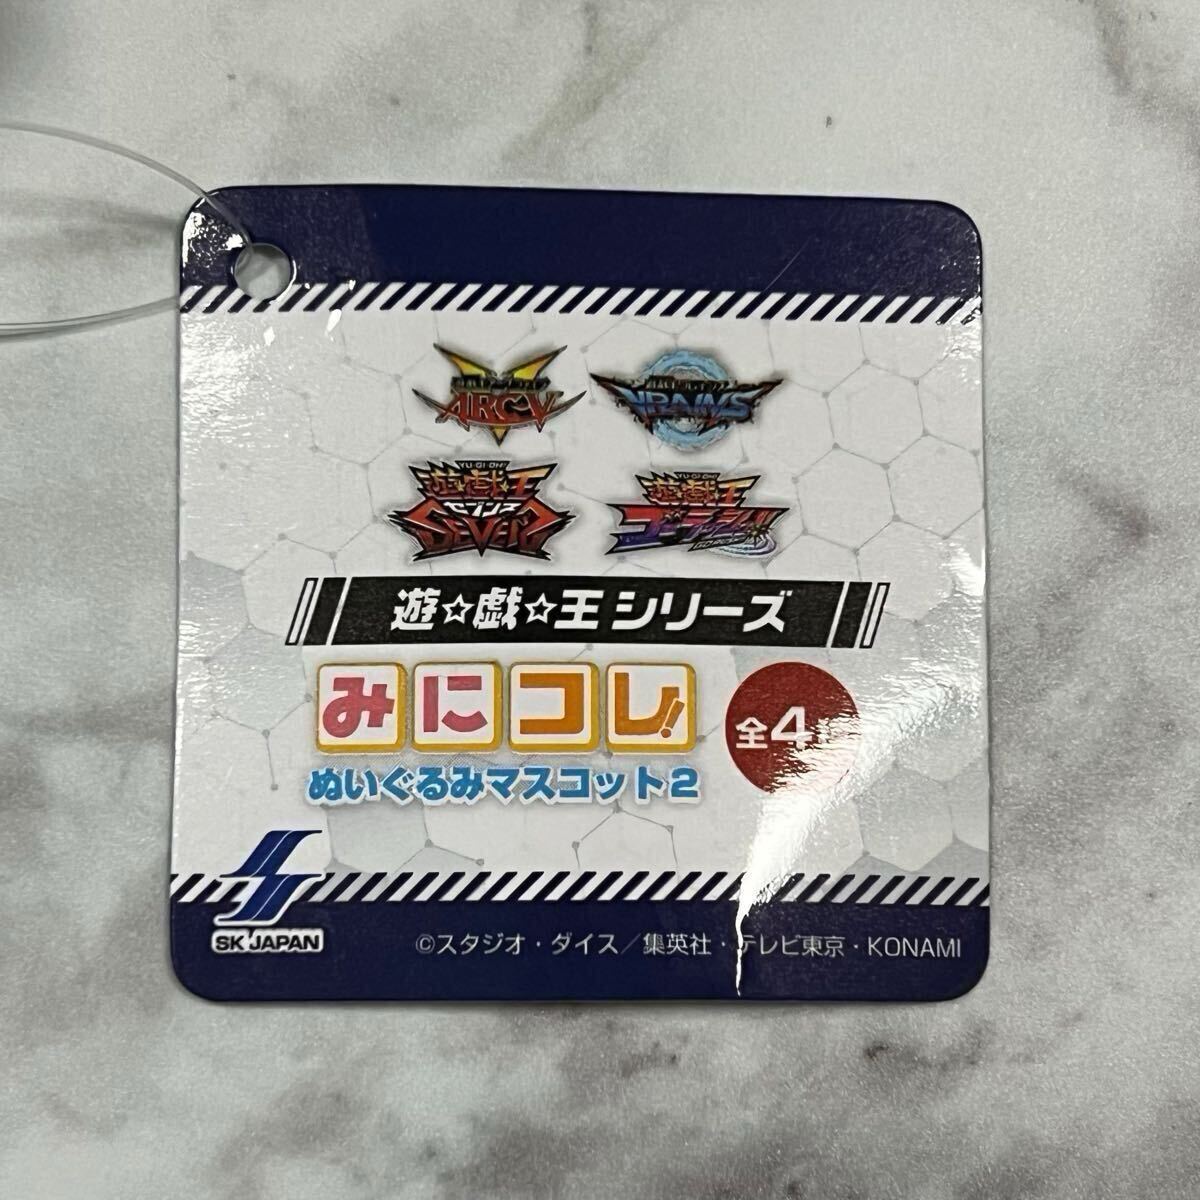 ARC-V
VRAINS
YU-GI-OH!
遊☆戯☆王
セブンズ
SEVENS
YU-GI-OH!
遊☆戯☆王
ゴーラッシュ!!
GO RUSH!!
遊☆戯☆王シリーズ
みにコレ!!
ぬいぐるみマスコット2
全4
SK JAPAN
©スタジオ・ダイス/集英社・テレビ東京・KONAMI